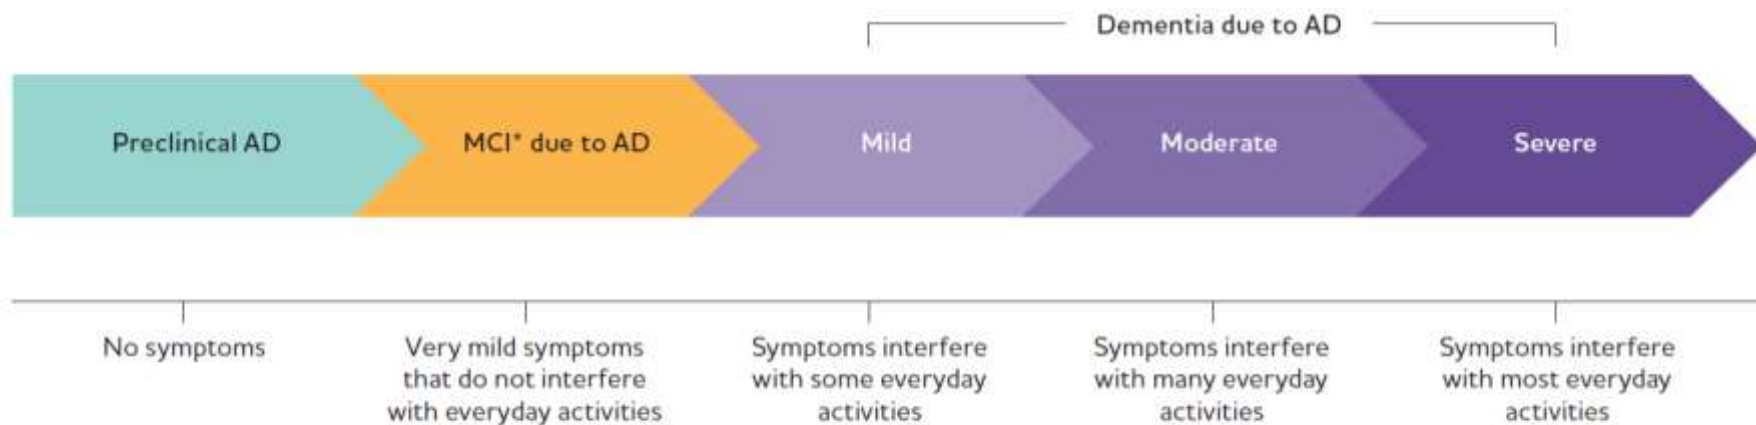 Dementia due to AD
Preclinical AD
MCI* due to AD
Mild
Moderate
Severe
No symptoms
Very mild symptoms
that do not interfere
with everyday activities
Symptoms interfere
with some everyday
activities
Symptoms interfere
with many everyday
activities
Symptoms interfere
with most everyday
activities